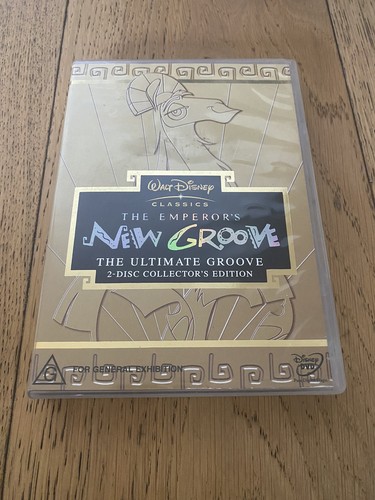 WALT DISNEY
CLASSICS
THE EMPEROR'S
NEW GROOVE
THE ULTIMATE GROOVE
2-DISC COLLECTOR'S EDITION
G
FOR GENERAL EXHIBITION
Disney
DVD